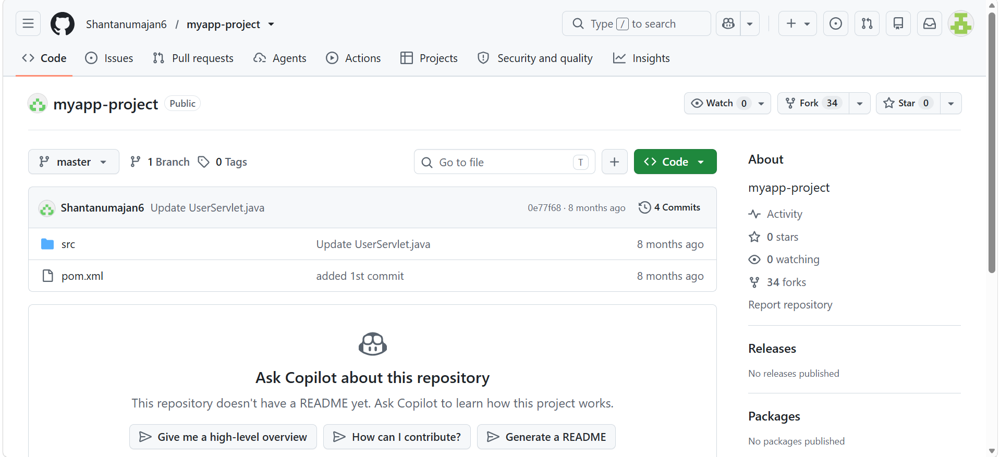 Shantanumajan6 / myapp-project
Type / to search
Code Issues Pull requests Agents Actions Projects Security and quality Insights
myapp-project Public
Watch 0 Fork 34 Star 0
master 1 Branch 0 Tags
Go to file T
Code
Shantanumajan6 Update UserServlet.java 0e77f68 · 8 months ago 4 Commits
src Update UserServlet.java 8 months ago
pom.xml added 1st commit 8 months ago
Ask Copilot about this repository
This repository doesn't have a README yet. Ask Copilot to learn how this project works.
Give me a high-level overview How can I contribute? Generate a README
About
myapp-project
Activity
0 stars
0 watching
34 forks
Report repository
Releases
No releases published
Packages
No packages published